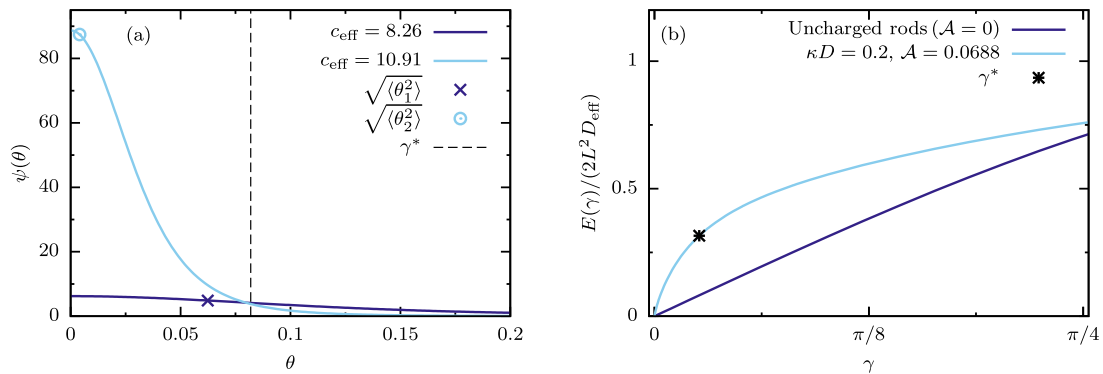 (a)
c_eff = 8.26
c_eff = 10.91
√⟨θ₁²⟩
√⟨θ₂²⟩
γ*
ψ(θ)
80
60
40
20
0
0 0.05 0.1 0.15 0.2
θ
(b)
Uncharged rods (𝒜 = 0)
κD = 0.2, 𝒜 = 0.0688
γ*
E(γ)/(2L²D_eff)
1
0.5
0
0 π/8 π/4
γ